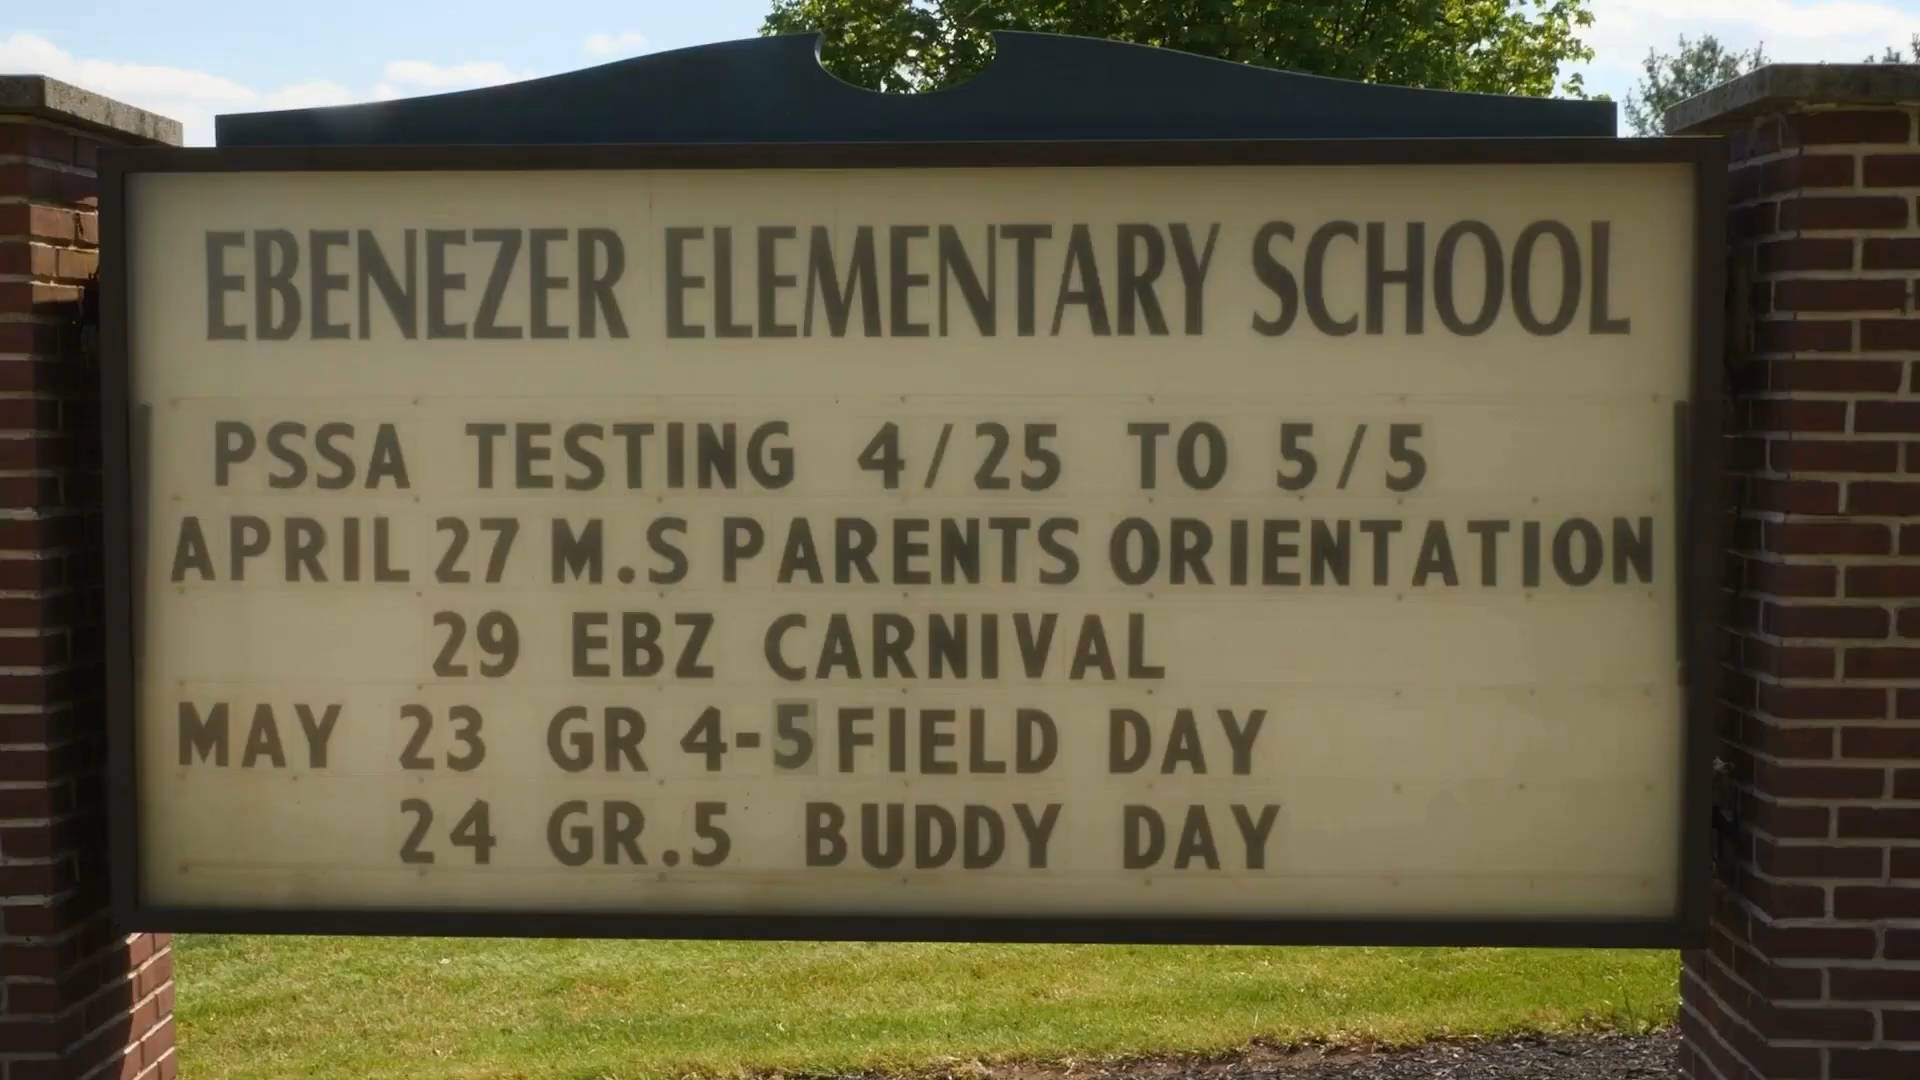 EBENEZER ELEMENTARY SCHOOL
PSSA TESTING 4/25 TO 5/5
APRIL 27 M.S PARENTS ORIENTATION
29 EBZ CARNIVAL
MAY 23 GR 4-5 FIELD DAY
24 GR.5 BUDDY DAY